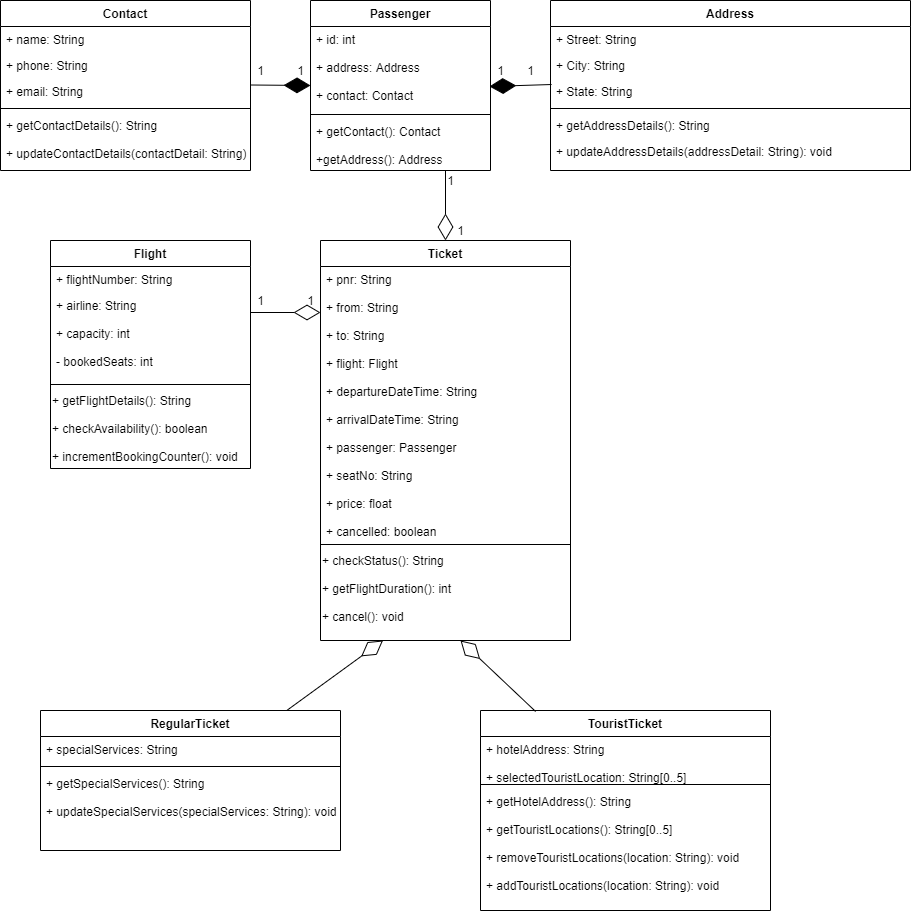 Contact
+ name: String
+ phone: String
+ email: String
+ getContactDetails(): String
+ updateContactDetails(contactDetail: String)
1
1
Passenger
+ id: int
+ address: Address
+ contact: Contact
+ getContact(): Contact
+getAddress(): Address
1
1
Address
+ Street: String
+ City: String
+ State: String
+ getAddressDetails(): String
+ updateAddressDetails(addressDetail: String): void
1
1
Flight
+ flightNumber: String
+ airline: String
+ capacity: int
- bookedSeats: int
+ getFlightDetails(): String
+ checkAvailability(): boolean
+ incrementBookingCounter(): void
1
1
Ticket
+ pnr: String
+ from: String
+ to: String
+ flight: Flight
+ departureDateTime: String
+ arrivalDateTime: String
+ passenger: Passenger
+ seatNo: String
+ price: float
+ cancelled: boolean
+ checkStatus(): String
+ getFlightDuration(): int
+ cancel(): void
RegularTicket
+ specialServices: String
+ getSpecialServices(): String
+ updateSpecialServices(specialServices: String): void
TouristTicket
+ hotelAddress: String
+ selectedTouristLocation: String[0..5]
+ getHotelAddress(): String
+ getTouristLocations(): String[0..5]
+ removeTouristLocations(location: String): void
+ addTouristLocations(location: String): void